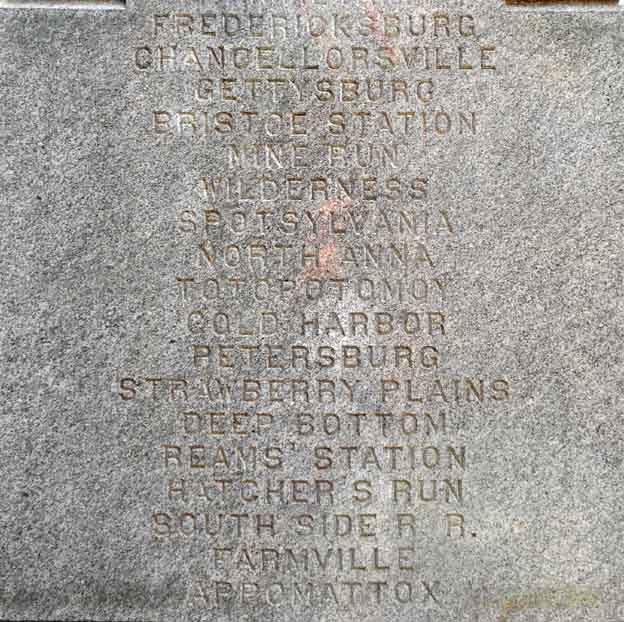 FREDERICKSBURG
CHANCELLORSVILLE
GETTYSBURG
BRISTOE STATION
MINE RUN
WILDERNESS
SPOTSYLVANIA
NORTH ANNA
TOTOPOTOMOY
COLD HARBOR
PETERSBURG
STRAWBERRY PLAINS
DEEP BOTTOM
REAMS' STATION
HATCHER'S RUN
SOUTH SIDE R. R.
FARMVILLE
APPOMATTOX